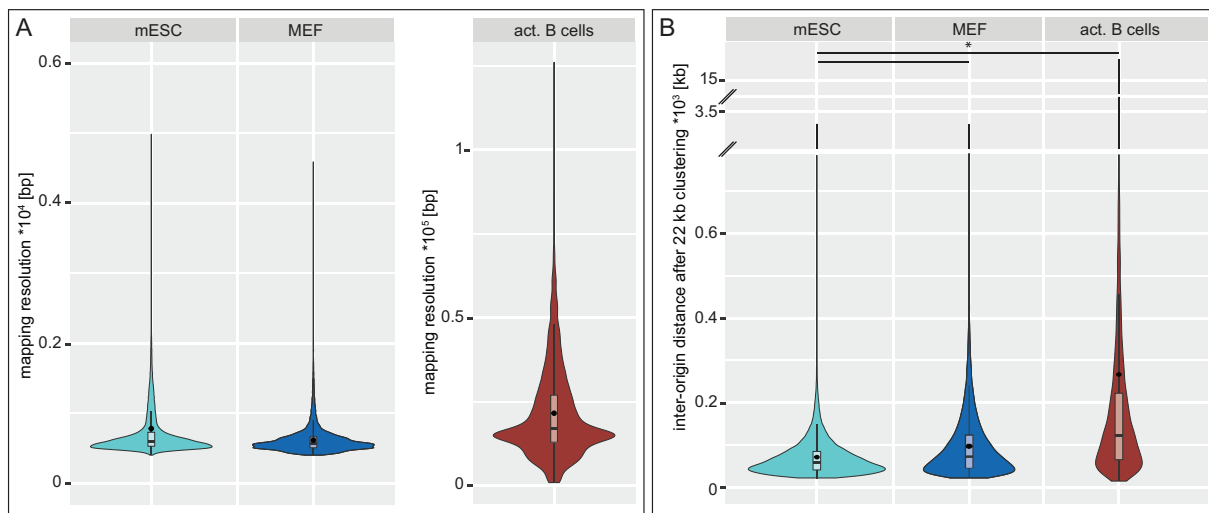 A
mESC
MEF
act. B cells
mapping resolution *10⁴ [bp]
0.6
0.4
0.2
0
mapping resolution *10⁵ [bp]
1
0.5
0
B
mESC
MEF
act. B cells
*
inter-origin distance after 22 kb clustering *10³ [kb]
15
3.5
0.6
0.4
0.2
0